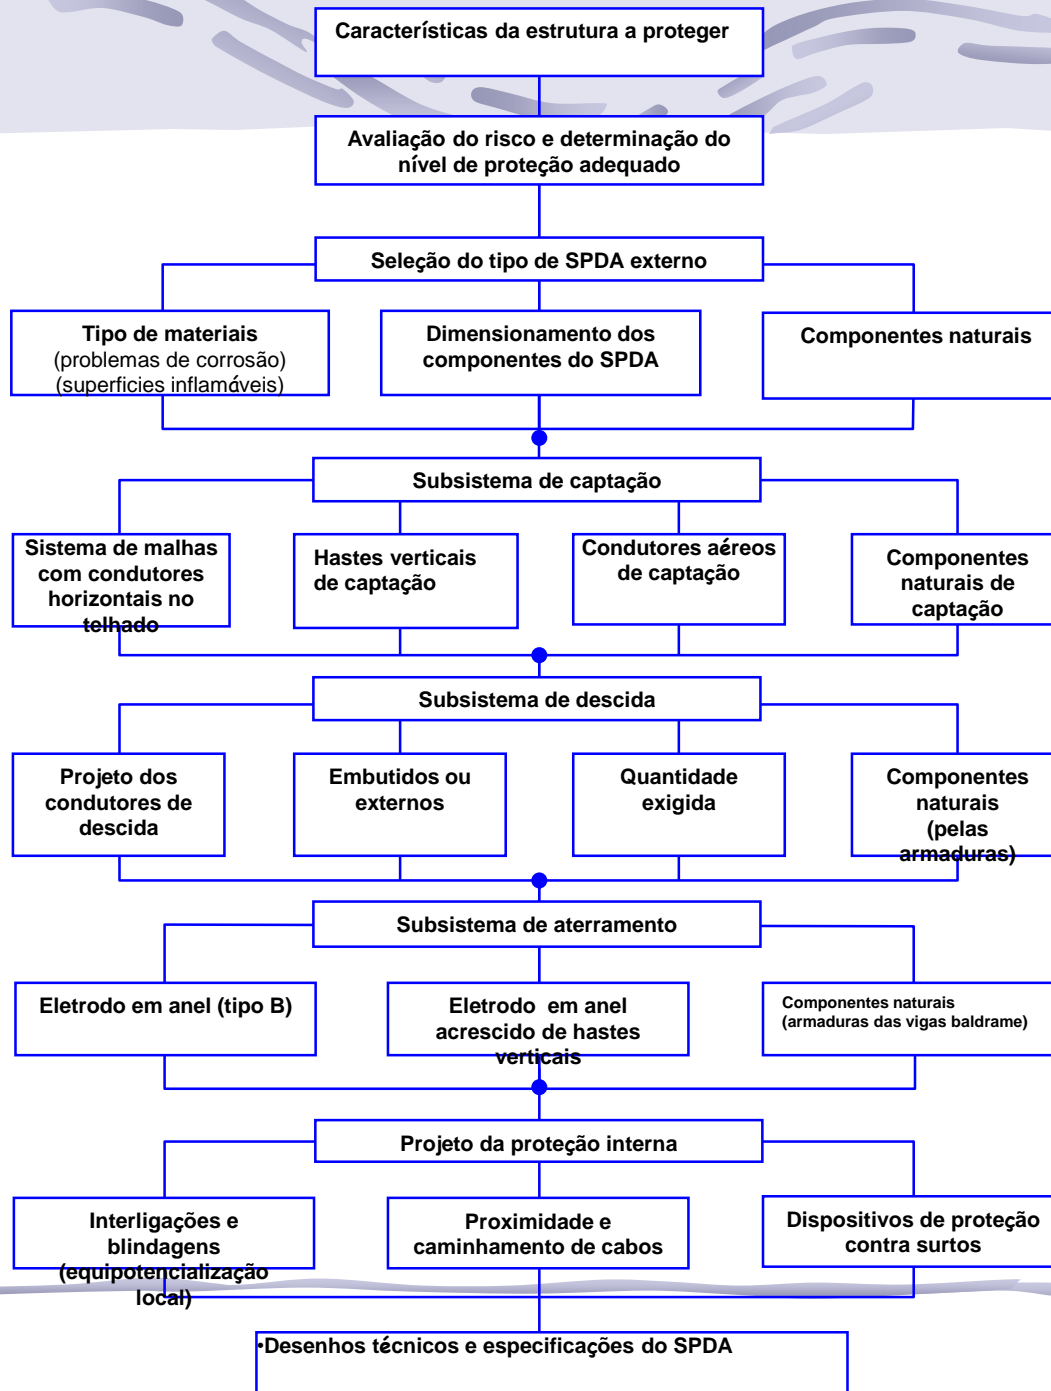 Características da estrutura a proteger
Avaliação do risco e determinação do
nível de proteção adequado
Seleção do tipo de SPDA externo
Tipo de materiais
(problemas de corrosão)
(superficies inflamáveis)
Dimensionamento dos
componentes do SPDA
Componentes naturais
Subsistema de captação
Sistema de malhas
com condutores
horizontais no
telhado
Hastes verticais
de captação
Condutores aéreos
de captação
Componentes
naturais de
captação
Subsistema de descida
Projeto dos
condutores de
descida
Embutidos ou
externos
Quantidade
exigida
Componentes
naturais
(pelas
armaduras)
Subsistema de aterramento
Eletrodo em anel (tipo B)
Eletrodo em anel
acrescido de hastes
verticais
Componentes naturais
(armaduras das vigas baldrame)
Projeto da proteção interna
Interligações e
blindagens
(equipotencialização
local)
Proximidade e
caminhamento de cabos
Dispositivos de proteção
contra surtos
•Desenhos técnicos e especificações do SPDA